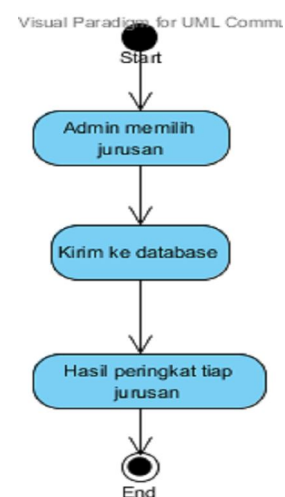 Visual Paradigm for UML Commu
Start
Admin memilih
jurusan
Kirim ke database
Hasil peringkat tiap
jurusan
End